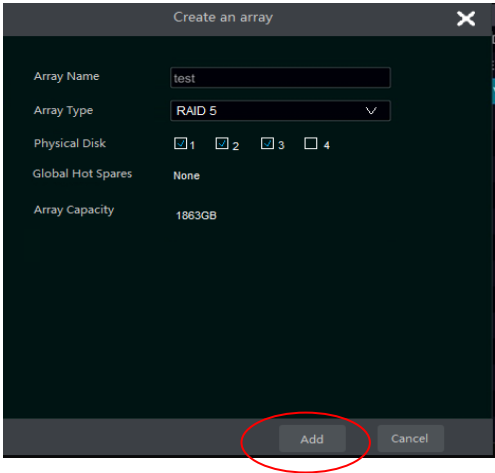 Create an array
Array Name test
Array Type RAID 5
Physical Disk 1 2 3 4
Global Hot Spares None
Array Capacity 1863GB
Add Cancel